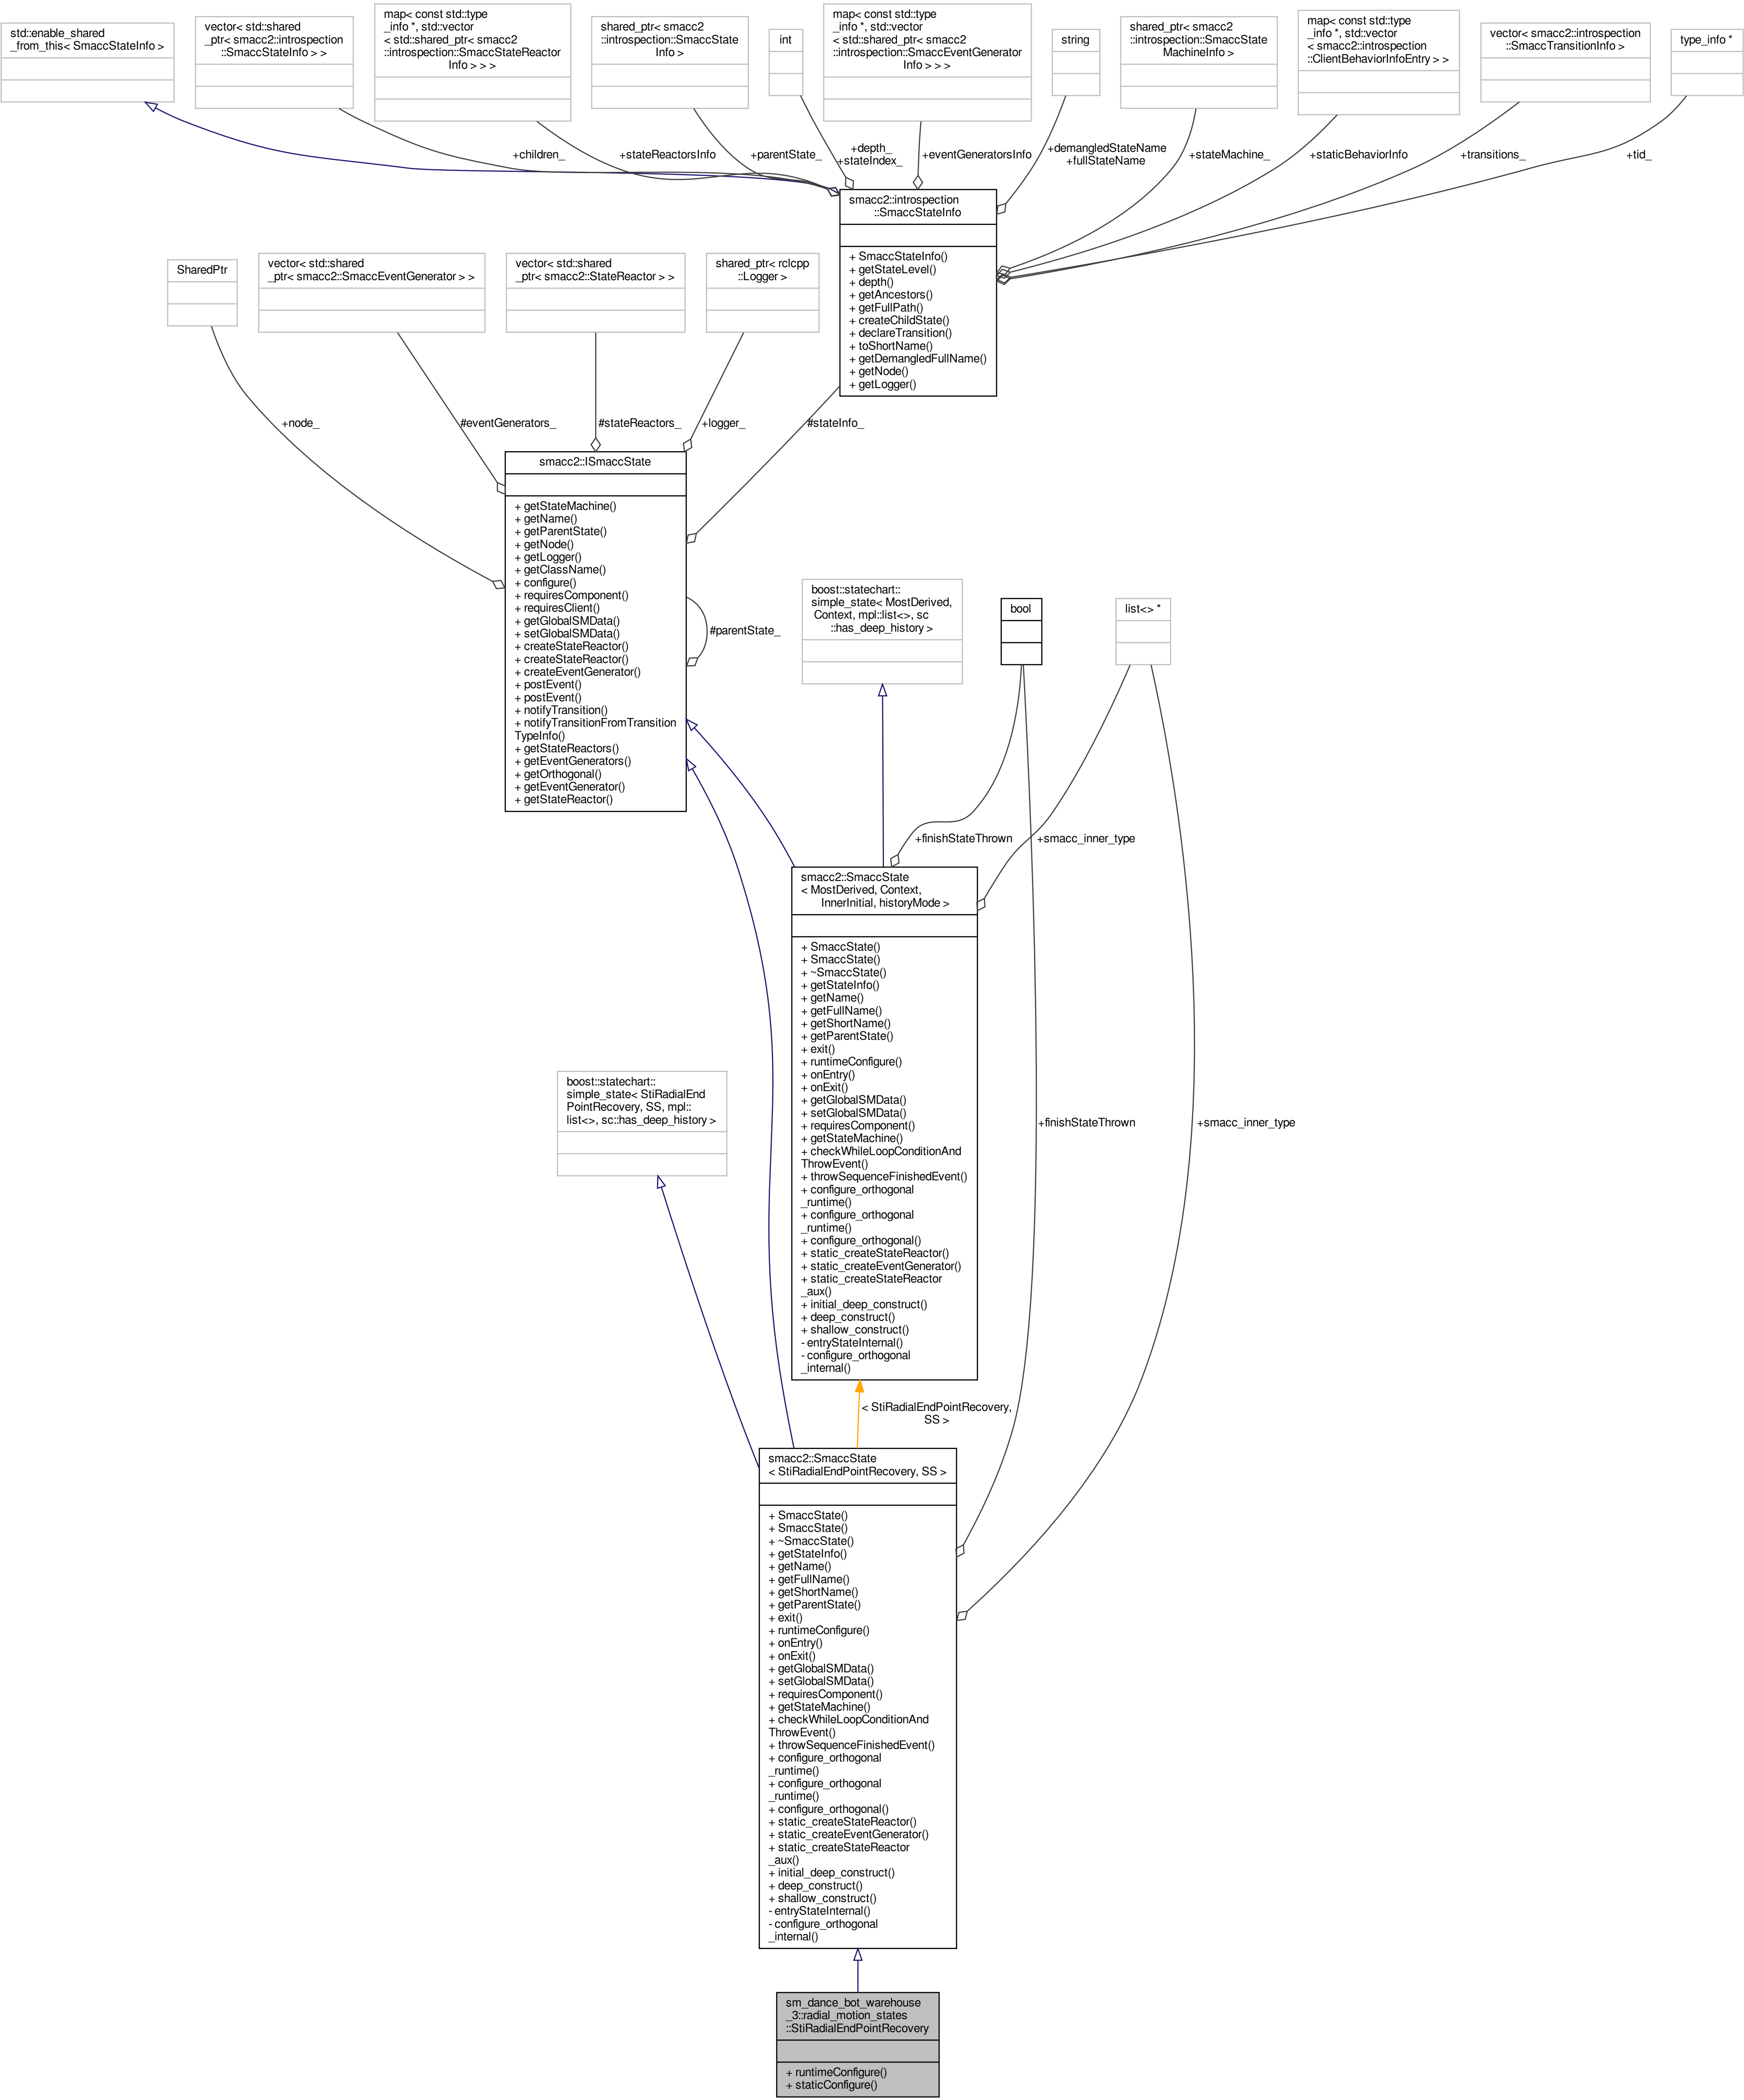 std::enable_shared
_from_this< SmaccStateInfo >
vector< std::shared
_ptr< smacc2::introspection
::SmaccStateInfo > >
map< const std::type
_info *, std::vector
< std::shared_ptr< smacc2
::introspection::SmaccStateReactor
Info > > >
shared_ptr< smacc2
::introspection::SmaccState
Info >
int
map< const std::type
_info *, std::vector
< std::shared_ptr< smacc2
::introspection::SmaccEventGenerator
Info > > >
string
shared_ptr< smacc2
::introspection::SmaccState
MachineInfo >
map< const std::type
_info *, std::vector
< smacc2::introspection
::ClientBehaviorInfoEntry > >
vector< smacc2::introspection
::SmaccTransitionInfo >
type_info *
+children_
+stateReactorsInfo
+parentState_
+depth_
+stateIndex_
+eventGeneratorsInfo
+demangledStateName
+fullStateName
+stateMachine_
+staticBehaviorInfo
+transitions_
+tid_
smacc2::introspection
::SmaccStateInfo
+ SmaccStateInfo()
+ getStateLevel()
+ depth()
+ getAncestors()
+ getFullPath()
+ createChildState()
+ declareTransition()
+ toShortName()
+ getDemangledFullName()
+ getNode()
+ getLogger()
SharedPtr
vector< std::shared
_ptr< smacc2::SmaccEventGenerator > >
vector< std::shared
_ptr< smacc2::StateReactor > >
shared_ptr< rclcpp
::Logger >
+node_
#eventGenerators_
#stateReactors_
+logger_
#stateInfo_
smacc2::ISmaccState
+ getStateMachine()
+ getName()
+ getParentState()
+ getNode()
+ getLogger()
+ getClassName()
+ configure()
+ requiresComponent()
+ requiresClient()
+ getGlobalSMData()
+ setGlobalSMData()
+ createStateReactor()
+ createStateReactor()
+ createEventGenerator()
+ postEvent()
+ postEvent()
+ notifyTransition()
+ notifyTransitionFromTransition
TypeInfo()
+ getStateReactors()
+ getEventGenerators()
+ getOrthogonal()
+ getEventGenerator()
+ getStateReactor()
#parentState_
boost::statechart::
simple_state< MostDerived,
Context, mpl::list<>, sc
::has_deep_history >
bool
list<> *
+finishStateThrown
+smacc_inner_type
smacc2::SmaccState
< MostDerived, Context,
InnerInitial, historyMode >
+ SmaccState()
+ SmaccState()
+ ~SmaccState()
+ getStateInfo()
+ getName()
+ getFullName()
+ getShortName()
+ getParentState()
+ exit()
+ runtimeConfigure()
+ onEntry()
+ onExit()
+ getGlobalSMData()
+ setGlobalSMData()
+ requiresComponent()
+ getStateMachine()
+ checkWhileLoopConditionAnd
ThrowEvent()
+ throwSequenceFinishedEvent()
+ configure_orthogonal
_runtime()
+ configure_orthogonal
_runtime()
+ configure_orthogonal()
+ static_createStateReactor()
+ static_createEventGenerator()
+ static_createStateReactor
_aux()
+ initial_deep_construct()
+ deep_construct()
+ shallow_construct()
- entryStateInternal()
- configure_orthogonal
_internal()
boost::statechart::
simple_state< StiRadialEnd
PointRecovery, SS, mpl::
list<>, sc::has_deep_history >
+finishStateThrown
+smacc_inner_type
< StiRadialEndPointRecovery,
SS >
smacc2::SmaccState
< StiRadialEndPointRecovery, SS >
+ SmaccState()
+ SmaccState()
+ ~SmaccState()
+ getStateInfo()
+ getName()
+ getFullName()
+ getShortName()
+ getParentState()
+ exit()
+ runtimeConfigure()
+ onEntry()
+ onExit()
+ getGlobalSMData()
+ setGlobalSMData()
+ requiresComponent()
+ getStateMachine()
+ checkWhileLoopConditionAnd
ThrowEvent()
+ throwSequenceFinishedEvent()
+ configure_orthogonal
_runtime()
+ configure_orthogonal
_runtime()
+ configure_orthogonal()
+ static_createStateReactor()
+ static_createEventGenerator()
+ static_createStateReactor
_aux()
+ initial_deep_construct()
+ deep_construct()
+ shallow_construct()
- entryStateInternal()
- configure_orthogonal
_internal()
sm_dance_bot_warehouse
_3::radial_motion_states
::StiRadialEndPointRecovery
+ runtimeConfigure()
+ staticConfigure()